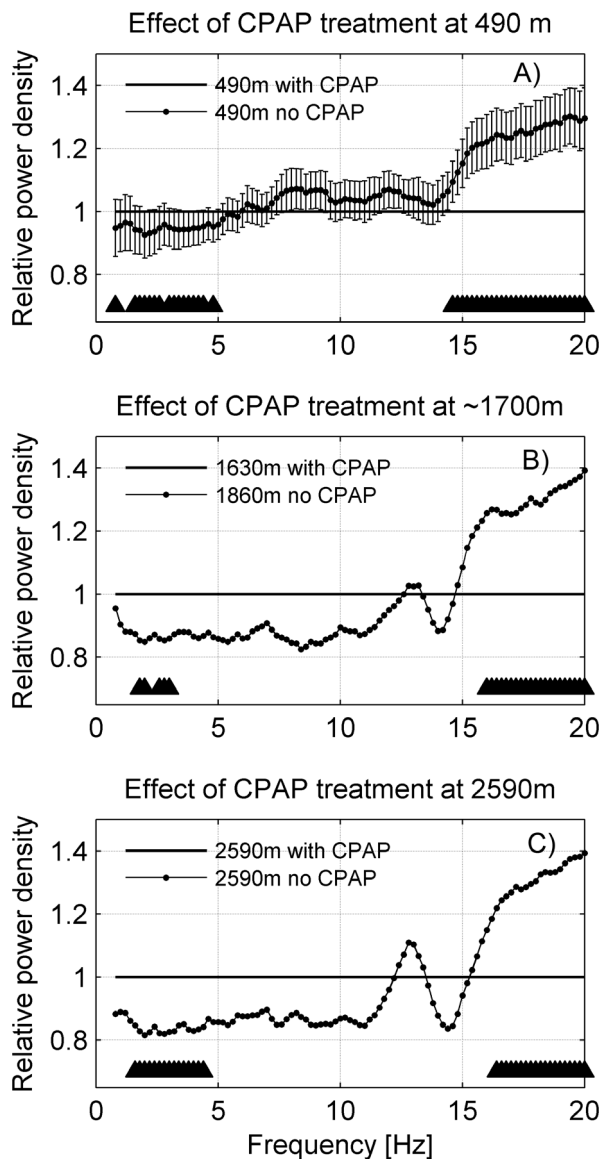 Effect of CPAP treatment at 490 m
A)
490m with CPAP
490m no CPAP
Relative power density
1.4
1.2
1
0.8
0 5 10 15 20
Effect of CPAP treatment at ~1700m
B)
1630m with CPAP
1860m no CPAP
Relative power density
1.4
1.2
1
0.8
0 5 10 15 20
Effect of CPAP treatment at 2590m
C)
2590m with CPAP
2590m no CPAP
Relative power density
1.4
1.2
1
0.8
0 5 10 15 20
Frequency [Hz]